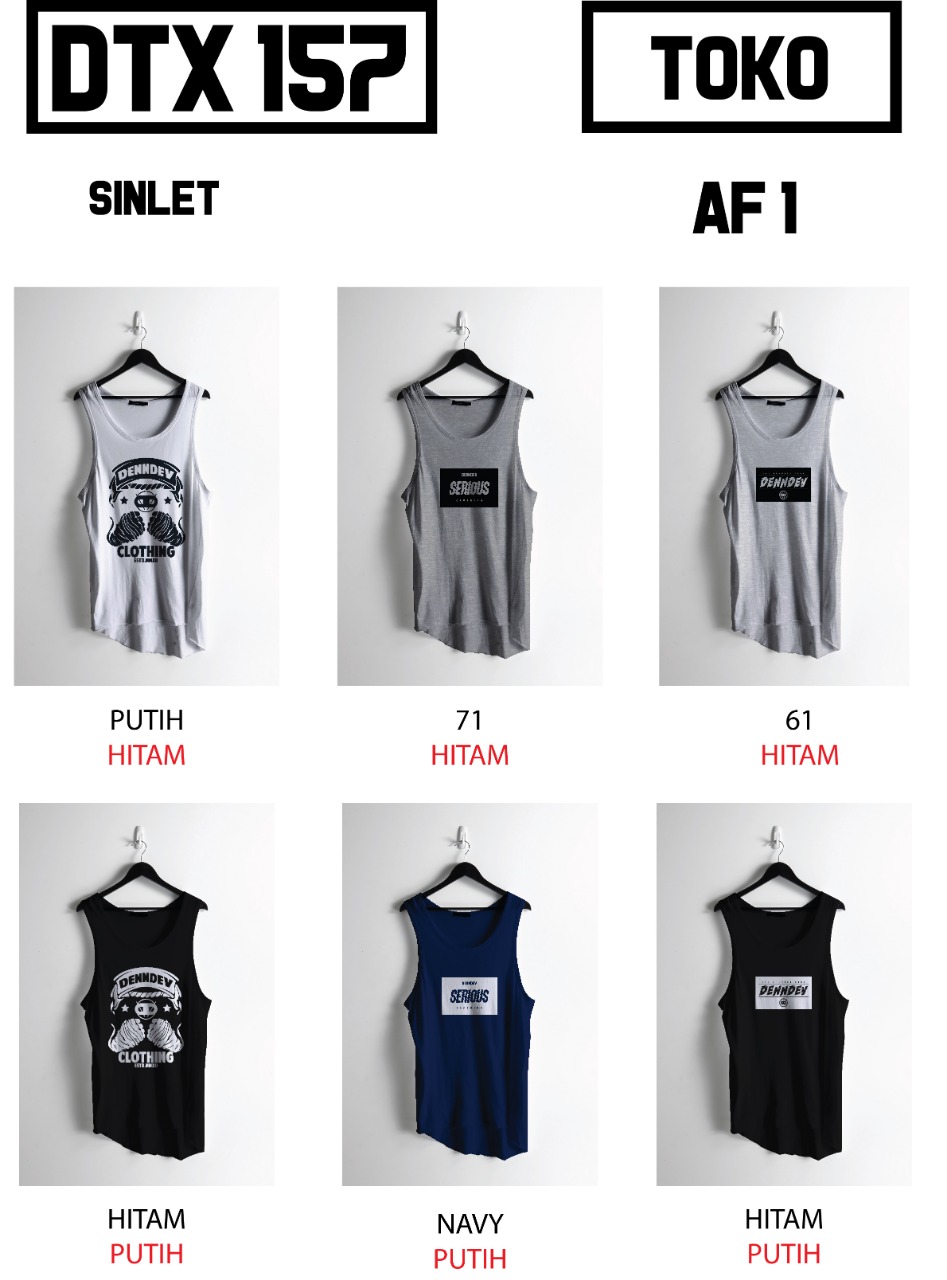 DTX 157
TOKO
SINLET
AF 1
DENNDEV
CLOTHING
SERIOUS
DENNDEV
PUTIH
HITAM
71
HITAM
61
HITAM
DENNDEV
CLOTHING
SERIOUS
DENNDEV
HITAM
PUTIH
NAVY
PUTIH
HITAM
PUTIH